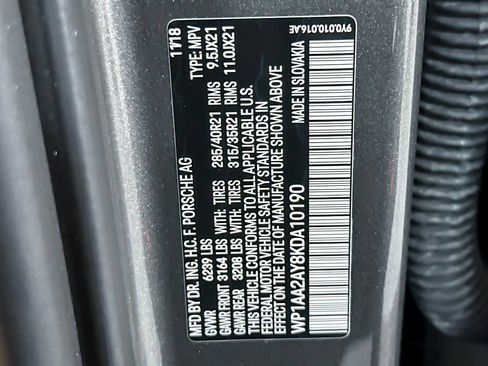 MFD BY DR. ING. H.C. F. PORSCHE AG 11/18
GVWR 6239 LBS TYPE: MPV
GAWR FRONT 3164 LBS TIRES 285/40R21 RIMS 9.5JX21
GAWR REAR 3208 LBS TIRES 315/35R21 RIMS 11.0JX21
THIS VEHICLE CONFORMS TO ALL APPLICABLE U.S.
FEDERAL MOTOR VEHICLE SAFETY STANDARDS IN
EFFECT ON THE DATE OF MANUFACTURE SHOWN ABOVE
WP1AA2AY8KDA10190 MADE IN SLOVAKIA
9Y0.010.016.AE